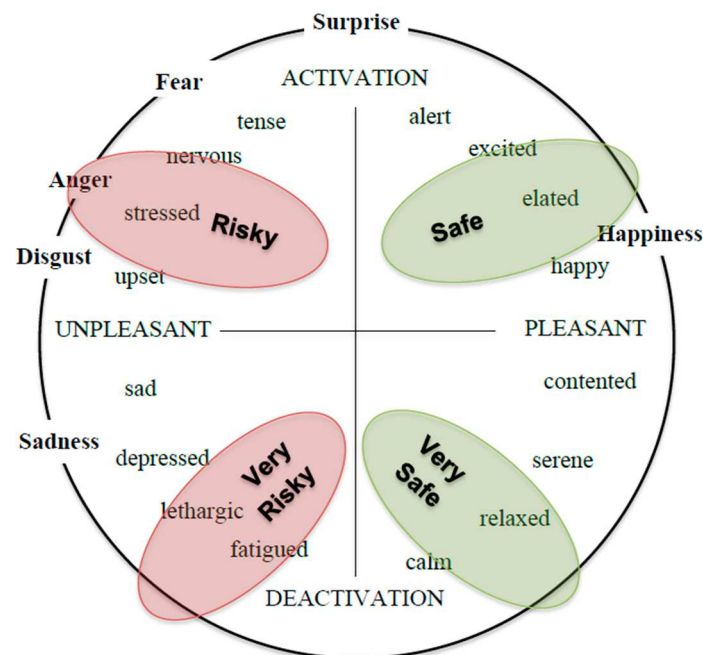 Surprise
ACTIVATION
Fear
tense
alert
nervous
excited
Anger
stressed
Risky
Safe
elated
Happiness
Disgust
upset
happy
UNPLEASANT
PLEASANT
sad
contented
Sadness
depressed
Very
Risky
Very
Safe
serene
lethargic
relaxed
fatigued
calm
DEACTIVATION